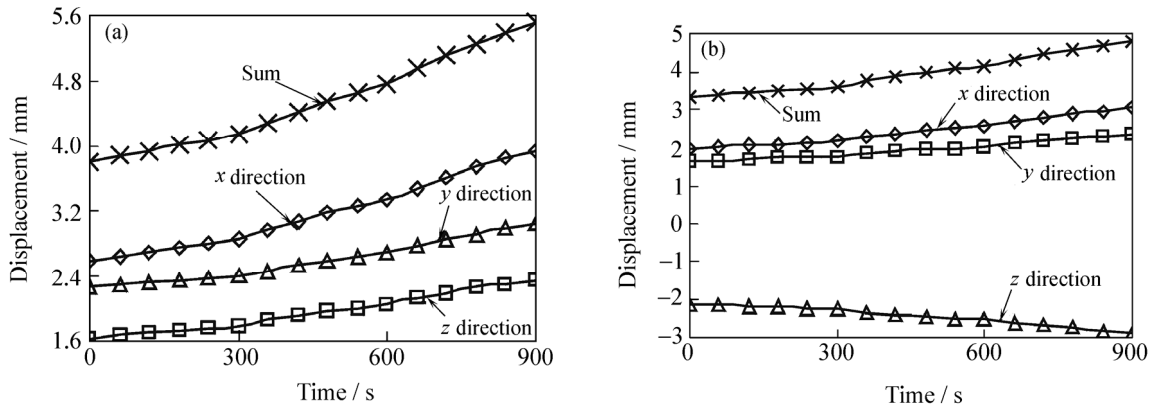 (a)
5.6
4.8
4.0
3.2
2.4
1.6
Displacement / mm
Sum
x direction
y direction
z direction
0
300
600
900
Time / s
(b)
5
4
3
2
1
0
−1
−2
−3
Displacement / mm
Sum
x direction
y direction
z direction
0
300
600
900
Time / s